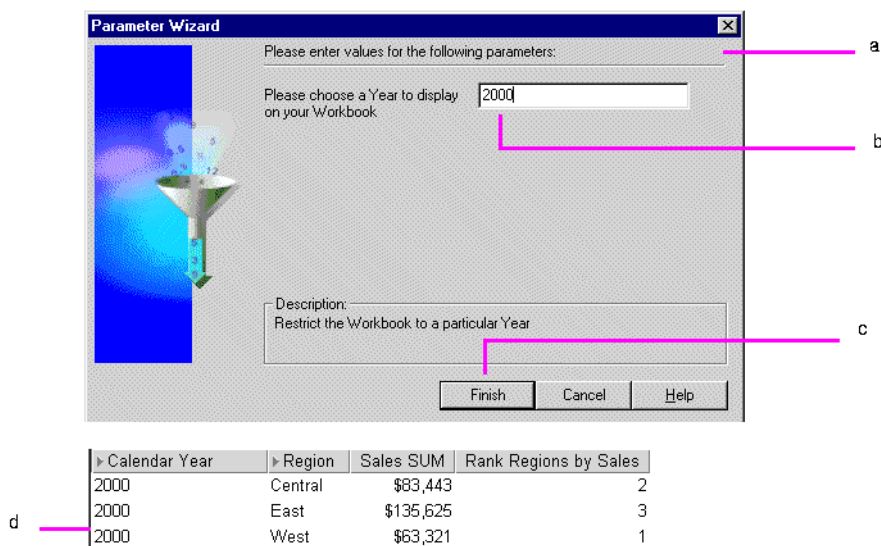 Parameter Wizard
Please enter values for the following parameters:
a
Please choose a Year to display
on your Workbook
2000
b
Description:
Restrict the Workbook to a particular Year
c
Finish Cancel Help
Calendar Year Region Sales SUM Rank Regions by Sales
2000 Central $83,443 2
2000 East $135,625 3
d
2000 West $63,321 1